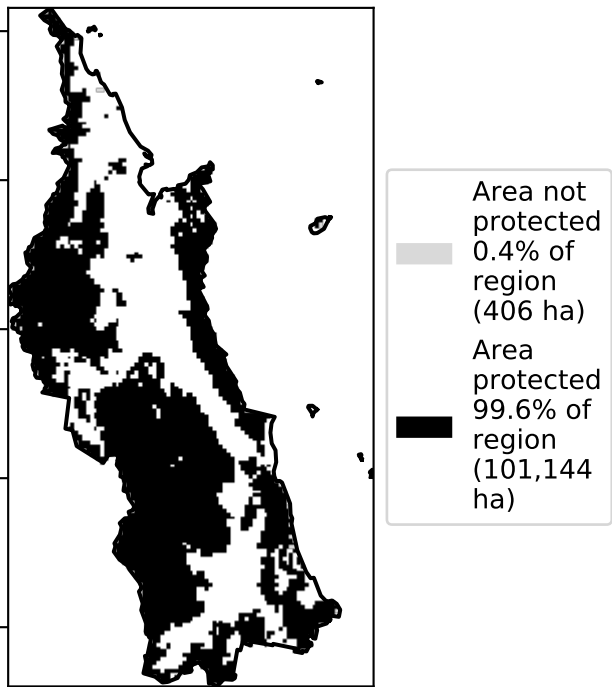 Area not
protected
0.4% of
region
(406 ha)
Area
protected
99.6% of
region
(101,144
ha)